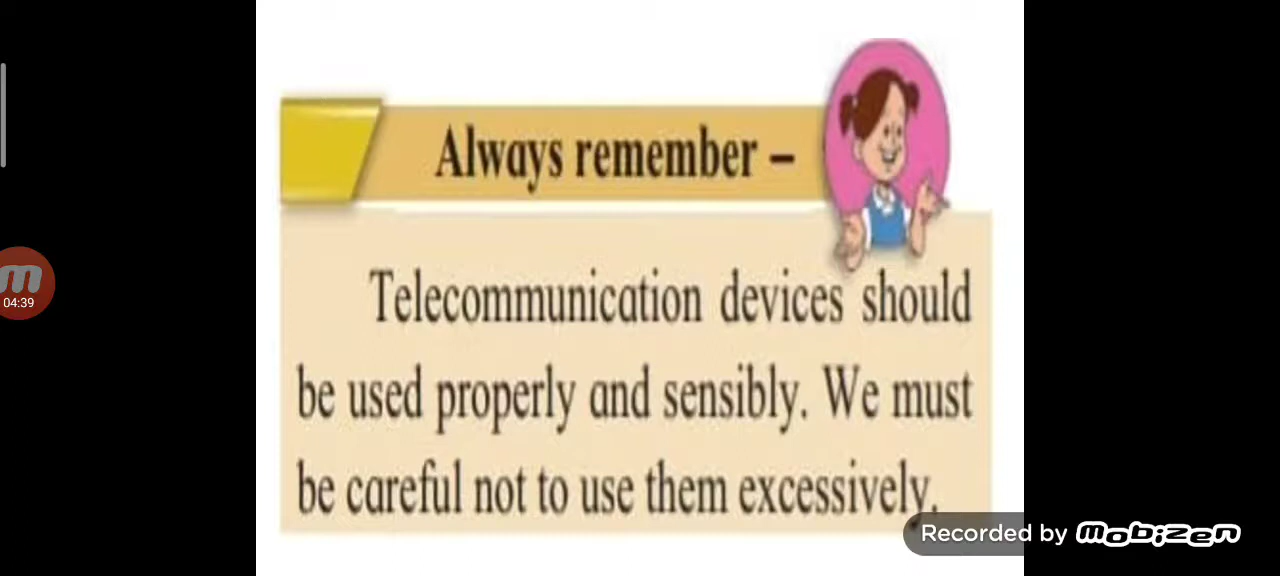 Always remember –
Telecommunication devices should
be used properly and sensibly. We must
be careful not to use them excessively.
04:39
Recorded by Mobizen